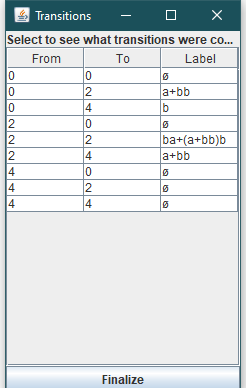 Transitions
Select to see what transitions were co...
From To Label
0 0 ø
0 2 a+bb
0 4 b
2 0 ø
2 2 ba+(a+bb)b
2 4 a+bb
4 0 ø
4 2 ø
4 4 ø
Finalize